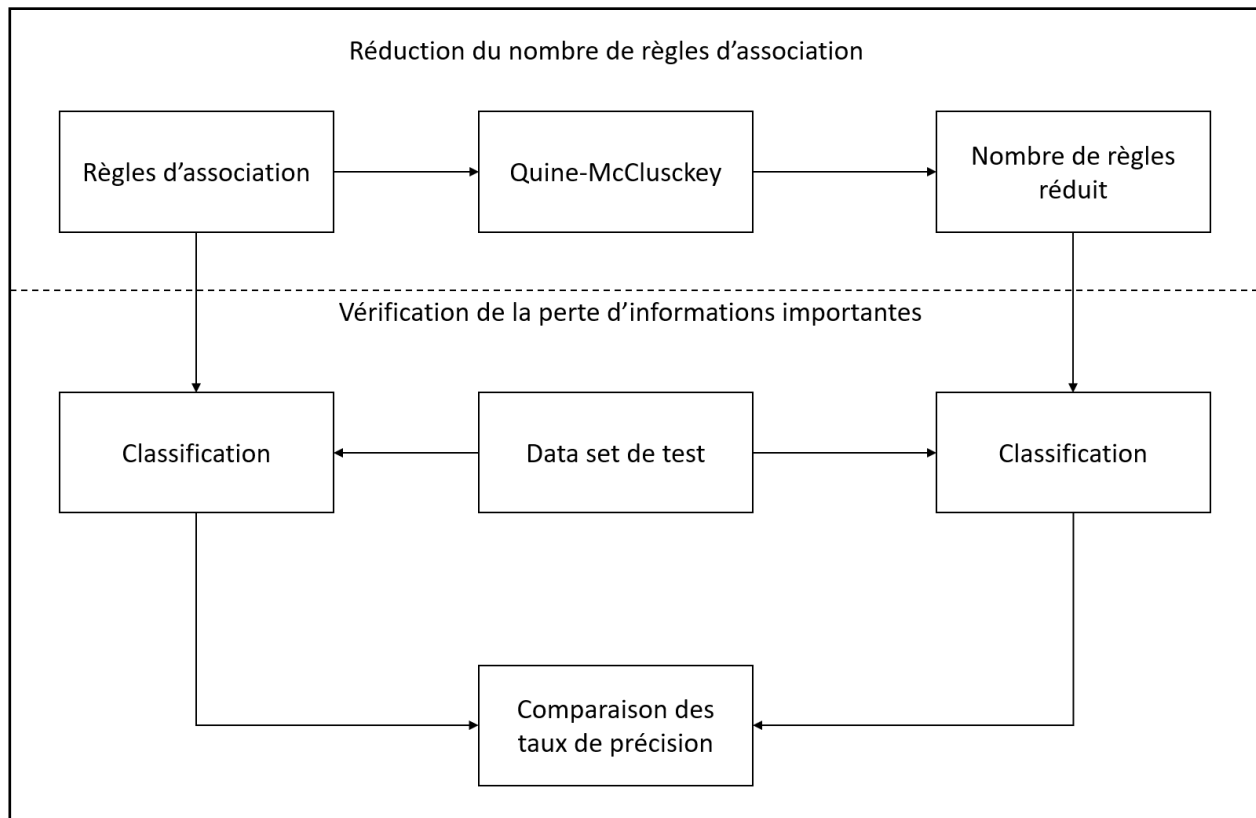 Réduction du nombre de règles d’association
Règles d’association
Quine-McClusckey
Nombre de règles
réduit
Vérification de la perte d’informations importantes
Classification
Data set de test
Classification
Comparaison des
taux de précision